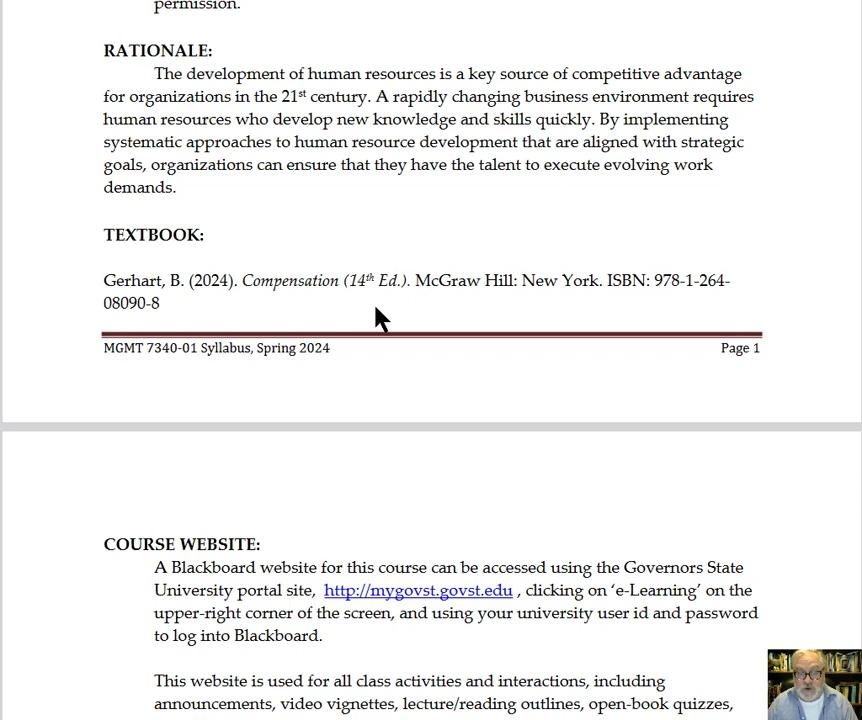 permission.
RATIONALE:
The development of human resources is a key source of competitive advantage
for organizations in the 21st century. A rapidly changing business environment requires
human resources who develop new knowledge and skills quickly. By implementing
systematic approaches to human resource development that are aligned with strategic
goals, organizations can ensure that they have the talent to execute evolving work
demands.
TEXTBOOK:
Gerhart, B. (2024). Compensation (14th Ed.). McGraw Hill: New York. ISBN: 978-1-264-
08090-8
MGMT 7340-01 Syllabus, Spring 2024 Page 1
COURSE WEBSITE:
A Blackboard website for this course can be accessed using the Governors State
University portal site, http://mygovst.govst.edu , clicking on ‘e-Learning’ on the
upper-right corner of the screen, and using your university user id and password
to log into Blackboard.
This website is used for all class activities and interactions, including
announcements, video vignettes, lecture/reading outlines, open-book quizzes,